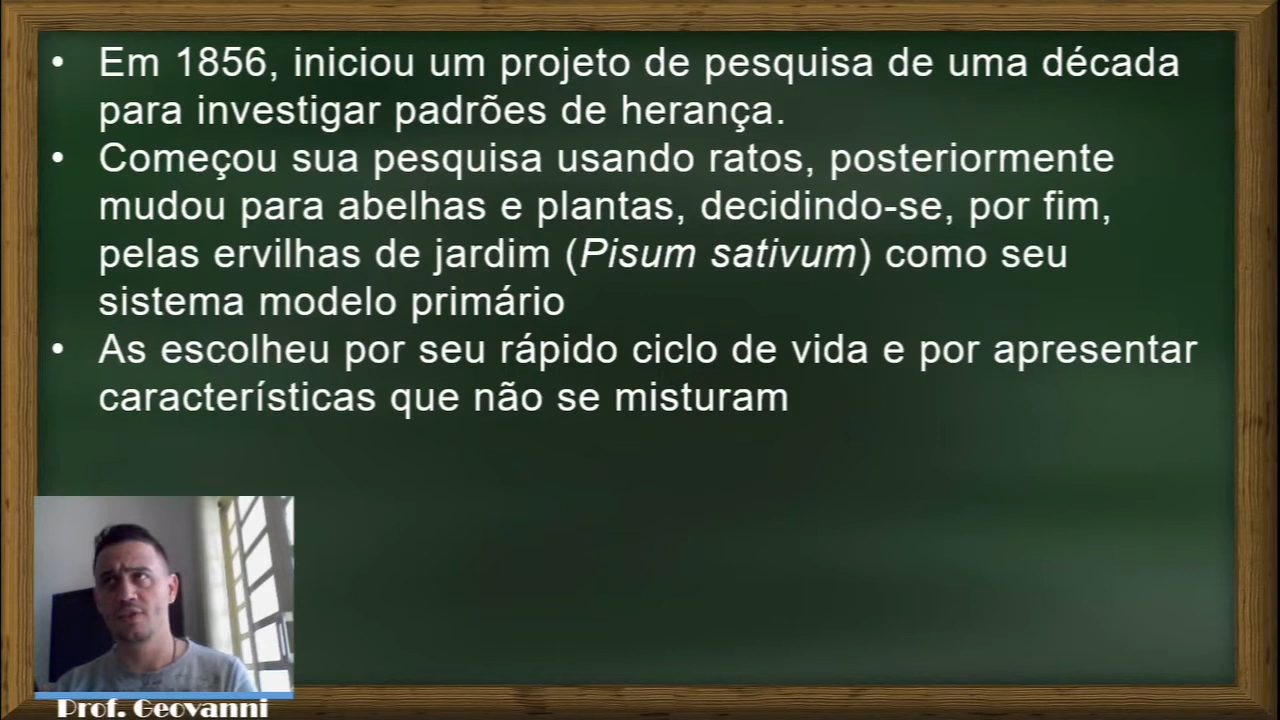 • Em 1856, iniciou um projeto de pesquisa de uma década
para investigar padrões de herança.
• Começou sua pesquisa usando ratos, posteriormente
mudou para abelhas e plantas, decidindo-se, por fim,
pelas ervilhas de jardim (Pisum sativum) como seu
sistema modelo primário
• As escolheu por seu rápido ciclo de vida e por apresentar
características que não se misturam
Prof. Geovanni